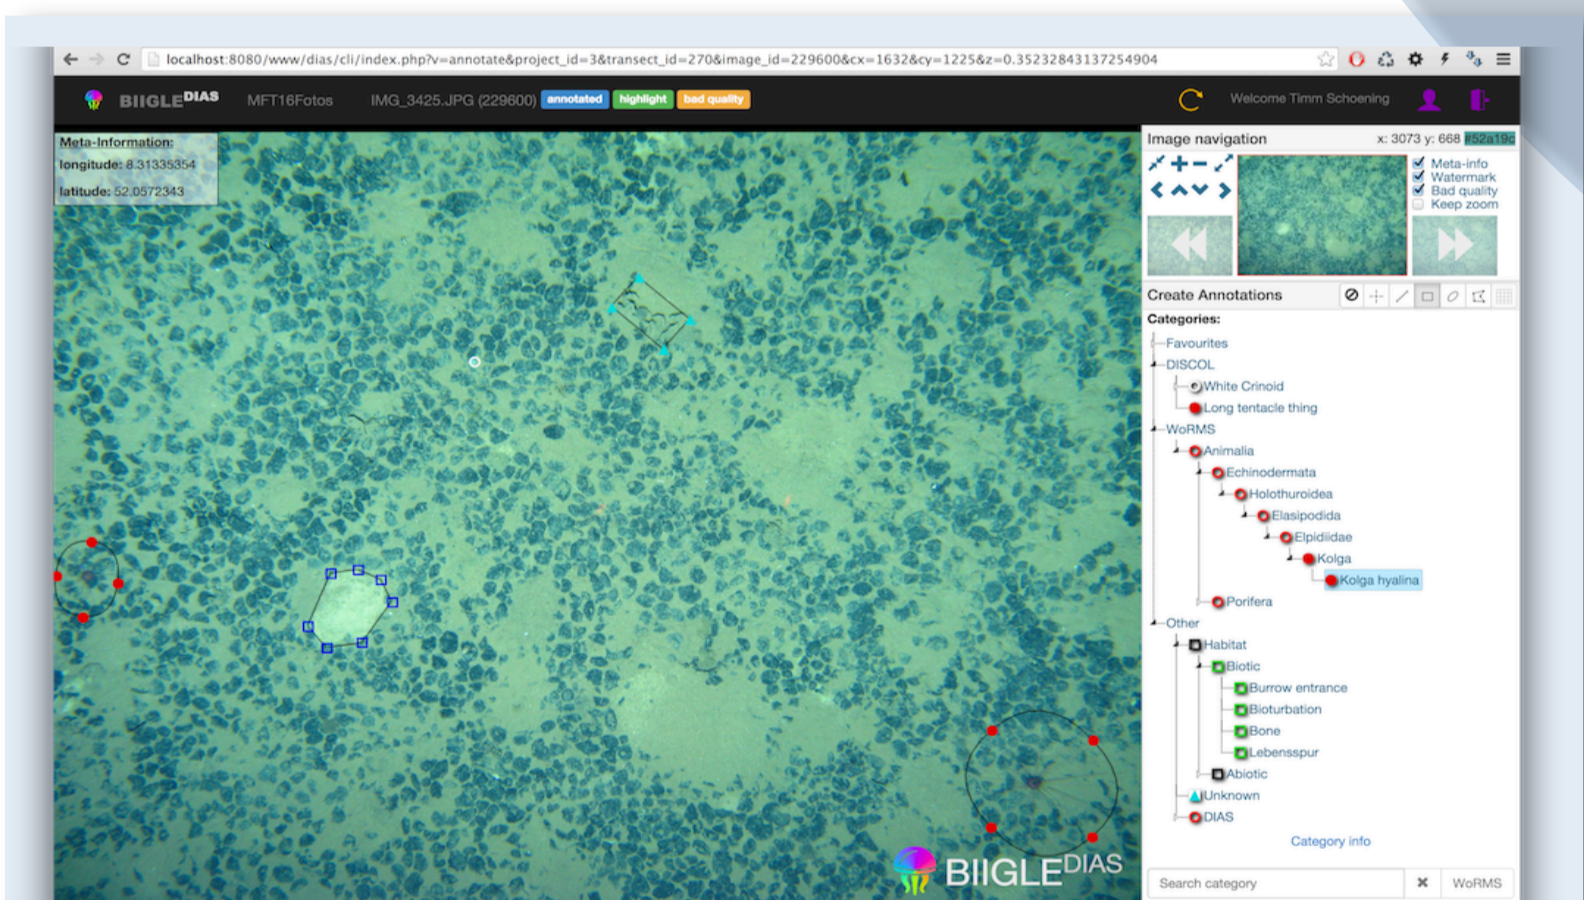 localhost:8080/www/dias/cli/index.php?v=annotate&project_id=3&transect_id=270&image_id=229600&cx=1632&cy=1225&z=0.35232843137254904
BIIGLEDIAS MFT16Fotos IMG_3425.JPG (229600) annotated highlight bad quality Welcome Timm Schoening
Meta-Information:
longitude: 8.31335354
latitude: 52.0572343
Image navigation x: 3073 y: 668 #52a19c
Meta-info
Watermark
Bad quality
Keep zoom
Create Annotations
Categories:
Favourites
DISCOL
White Crinoid
Long tentacle thing
WoRMS
Animalia
Echinodermata
Holothuroidea
Elasipodida
Elpidiidae
Kolga
Kolga hyalina
Porifera
Other
Habitat
Biotic
Burrow entrance
Bioturbation
Bone
Lebensspur
Abiotic
Unknown
DIAS
Category info
Search category WoRMS
BIIGLEDIAS